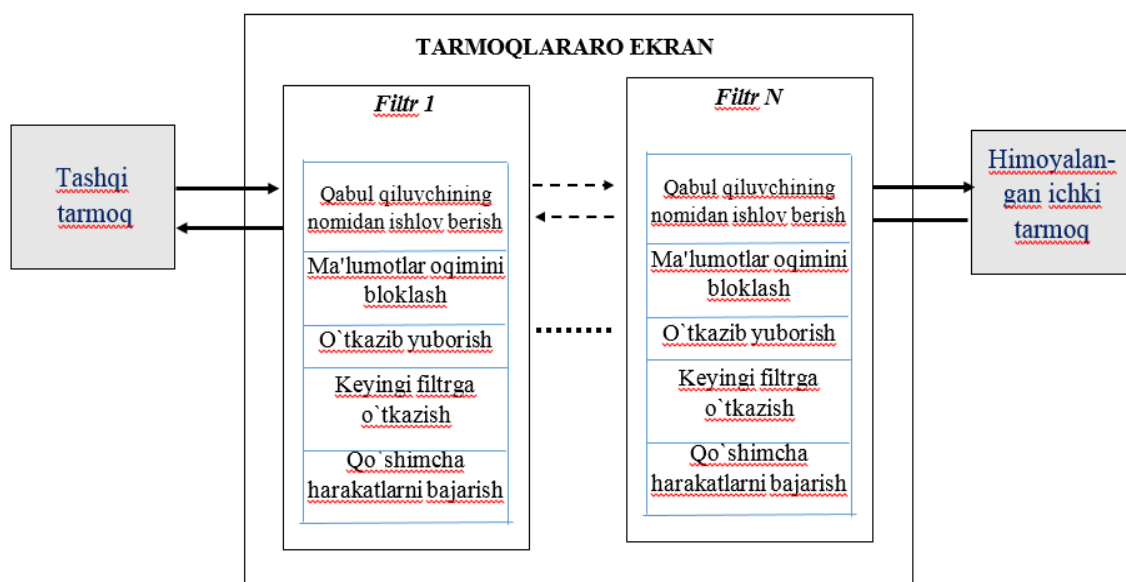 TARMOQLARARO EKRAN
Tashqi
tarmoq
Filtr 1
Qabul qiluvchining
nomidan ishlov berish
Ma'lumotlar oqimini
bloklash
O`tkazib yuborish
Keyingi filtrga
o`tkazish
Qo`shimcha
harakatlarni bajarish
Filtr N
Qabul qiluvchining
nomidan ishlov berish
Ma'lumotlar oqimini
bloklash
O`tkazib yuborish
Keyingi filtrga
o`tkazish
Qo`shimcha
harakatlarni bajarish
Himoyalan-
gan ichki
tarmoq